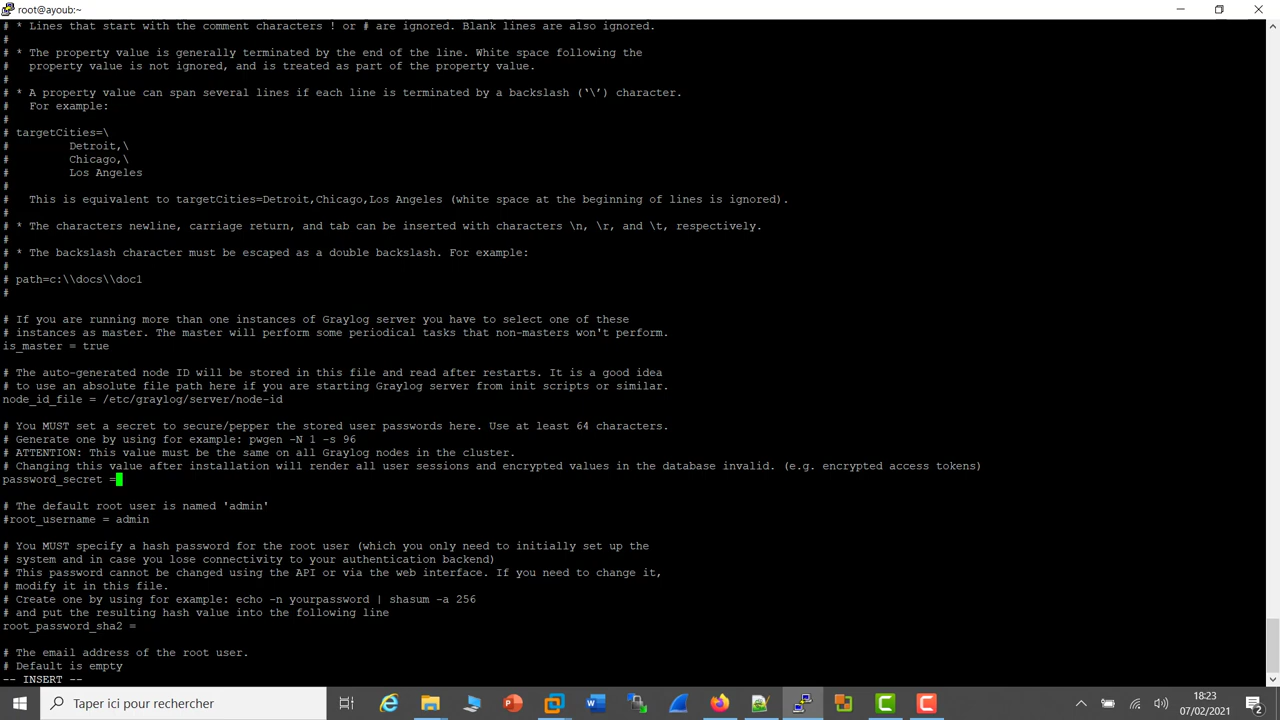 root@ayoub:~
# * Lines that start with the comment characters ! or # are ignored. Blank lines are also ignored.
#
# * The property value is generally terminated by the end of the line. White space following the
#   property value is not ignored, and is treated as part of the property value.
#
# * A property value can span several lines if each line is terminated by a backslash (‘\’) character.
#   For example:
#
# targetCities=\
#         Detroit,\
#         Chicago,\
#         Los Angeles
#
#   This is equivalent to targetCities=Detroit,Chicago,Los Angeles (white space at the beginning of lines is ignored).
#
# * The characters newline, carriage return, and tab can be inserted with characters \n, \r, and \t, respectively.
#
# * The backslash character must be escaped as a double backslash. For example:
#
# path=c:\\docs\\doc1
#
# If you are running more than one instances of Graylog server you have to select one of these
# instances as master. The master will perform some periodical tasks that non-masters won't perform.
is_master = true
# The auto-generated node ID will be stored in this file and read after restarts. It is a good idea
# to use an absolute file path here if you are starting Graylog server from init scripts or similar.
node_id_file = /etc/graylog/server/node-id
# You MUST set a secret to secure/pepper the stored user passwords here. Use at least 64 characters.
# Generate one by using for example: pwgen -N 1 -s 96
# ATTENTION: This value must be the same on all Graylog nodes in the cluster.
# Changing this value after installation will render all user sessions and encrypted values in the database invalid. (e.g. encrypted access tokens)
password_secret =
# The default root user is named 'admin'
#root_username = admin
# You MUST specify a hash password for the root user (which you only need to initially set up the
# system and in case you lose connectivity to your authentication backend)
# This password cannot be changed using the API or via the web interface. If you need to change it,
# modify it in this file.
# Create one by using for example: echo -n yourpassword | shasum -a 256
# and put the resulting hash value into the following line
root_password_sha2 =
# The email address of the root user.
# Default is empty
-- INSERT --
Taper ici pour rechercher
18:23
07/02/2021
2